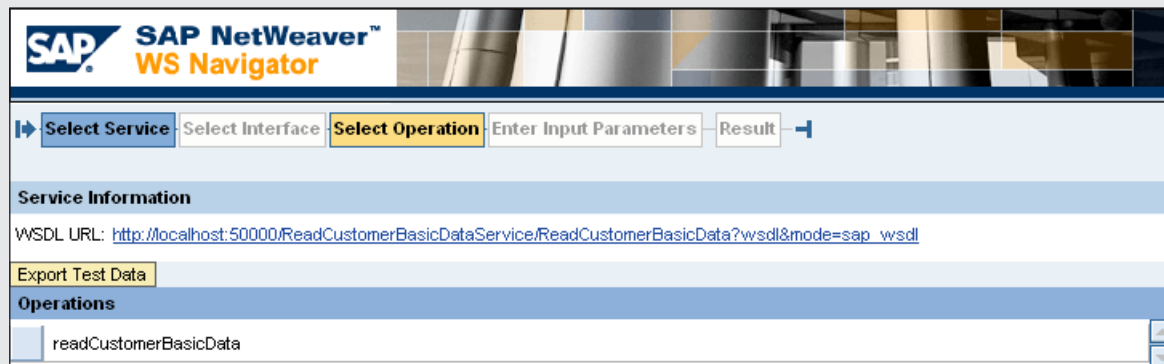 SAP
SAP NetWeaver™
WS Navigator
Select Service Select Interface Select Operation Enter Input Parameters Result
Service Information
WSDL URL: http://localhost:50000/ReadCustomerBasicDataService/ReadCustomerBasicData?wsdl&mode=sap_wsdl
Export Test Data
Operations
readCustomerBasicData